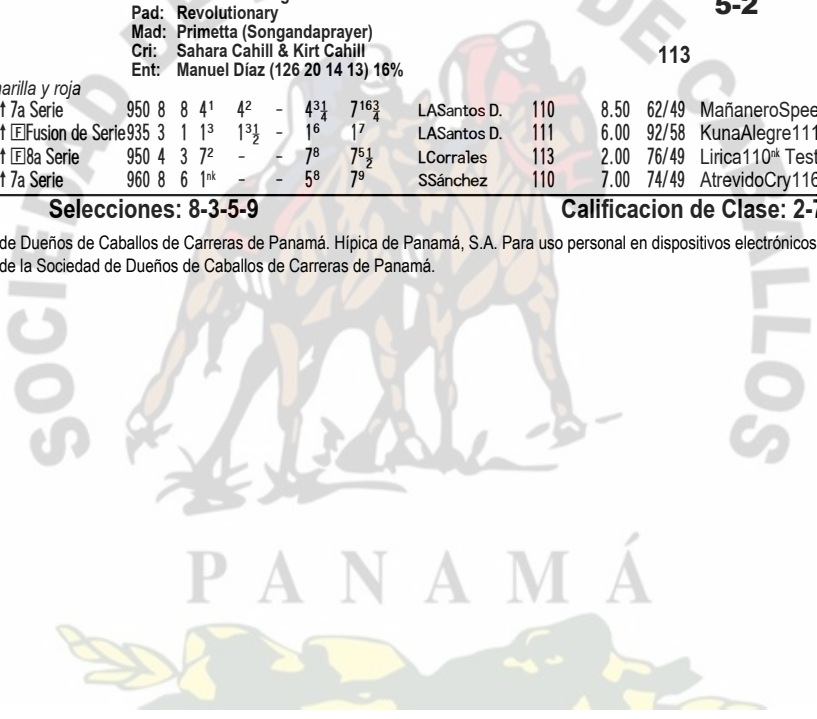 Pad: Revolutionary
5-2
Mad: Primetta (Songandaprayer)
Cri: Sahara Cahill & Kirt Cahill
113
Ent: Manuel Díaz (126 20 14 13) 16%
arilla y roja
† 7a Serie 950 8 8 4¹ 4² - 4³¼ 7¹⁶¾ LASantos D. 110 8.50 62/49 MañaneroSpee
† F Fusion de Serie 935 3 1 1³ 1³½ - 1⁶ 1⁷ LASantos D. 111 6.00 92/58 KunaAlegre111
† F 8a Serie 950 4 3 7² - - 7⁸ 7⁵½ LCorrales 113 2.00 76/49 Lirica110ⁿᵏ Test
† 7a Serie 960 8 6 1ⁿᵏ - - 5⁸ 7⁹ SSánchez 110 7.00 74/49 AtrevidoCry116
Selecciones: 8-3-5-9 Calificacion de Clase: 2-7
de Dueños de Caballos de Carreras de Panamá. Hípica de Panamá, S.A. Para uso personal en dispositivos electrónicos
de la Sociedad de Dueños de Caballos de Carreras de Panamá.
SOCIEDAD DE CABALLOS
PANAMÁ